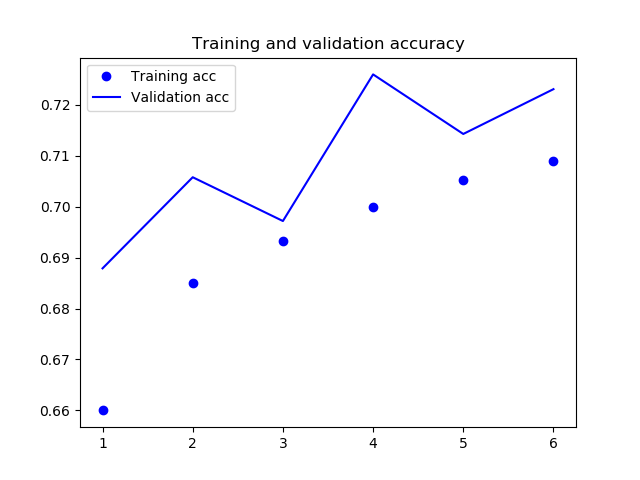 Training and validation accuracy
Training acc
Validation acc
0.72
0.71
0.70
0.69
0.68
0.67
0.66
1 2 3 4 5 6